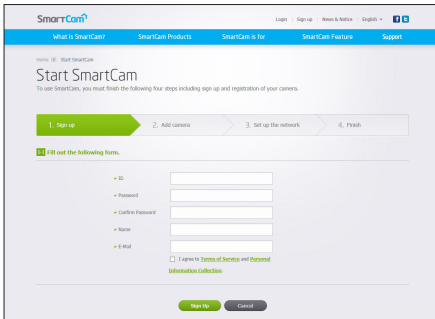 SmartCam
Login | Sign up | News & Notice | English
What is SmartCam? SmartCam Products SmartCam is for SmartCam Feature Support
Home Start SmartCam
Start SmartCam
To use SmartCam, you must finish the following four steps including sign up and registration of your camera.
1. Sign up 2. Add camera 3. Set up the network 4. Finish
Fill out the following form.
ID
Password
Confirm Password
Name
E-Mail
I agree to Terms of Service and Personal
Information Collection.
Sign Up Cancel